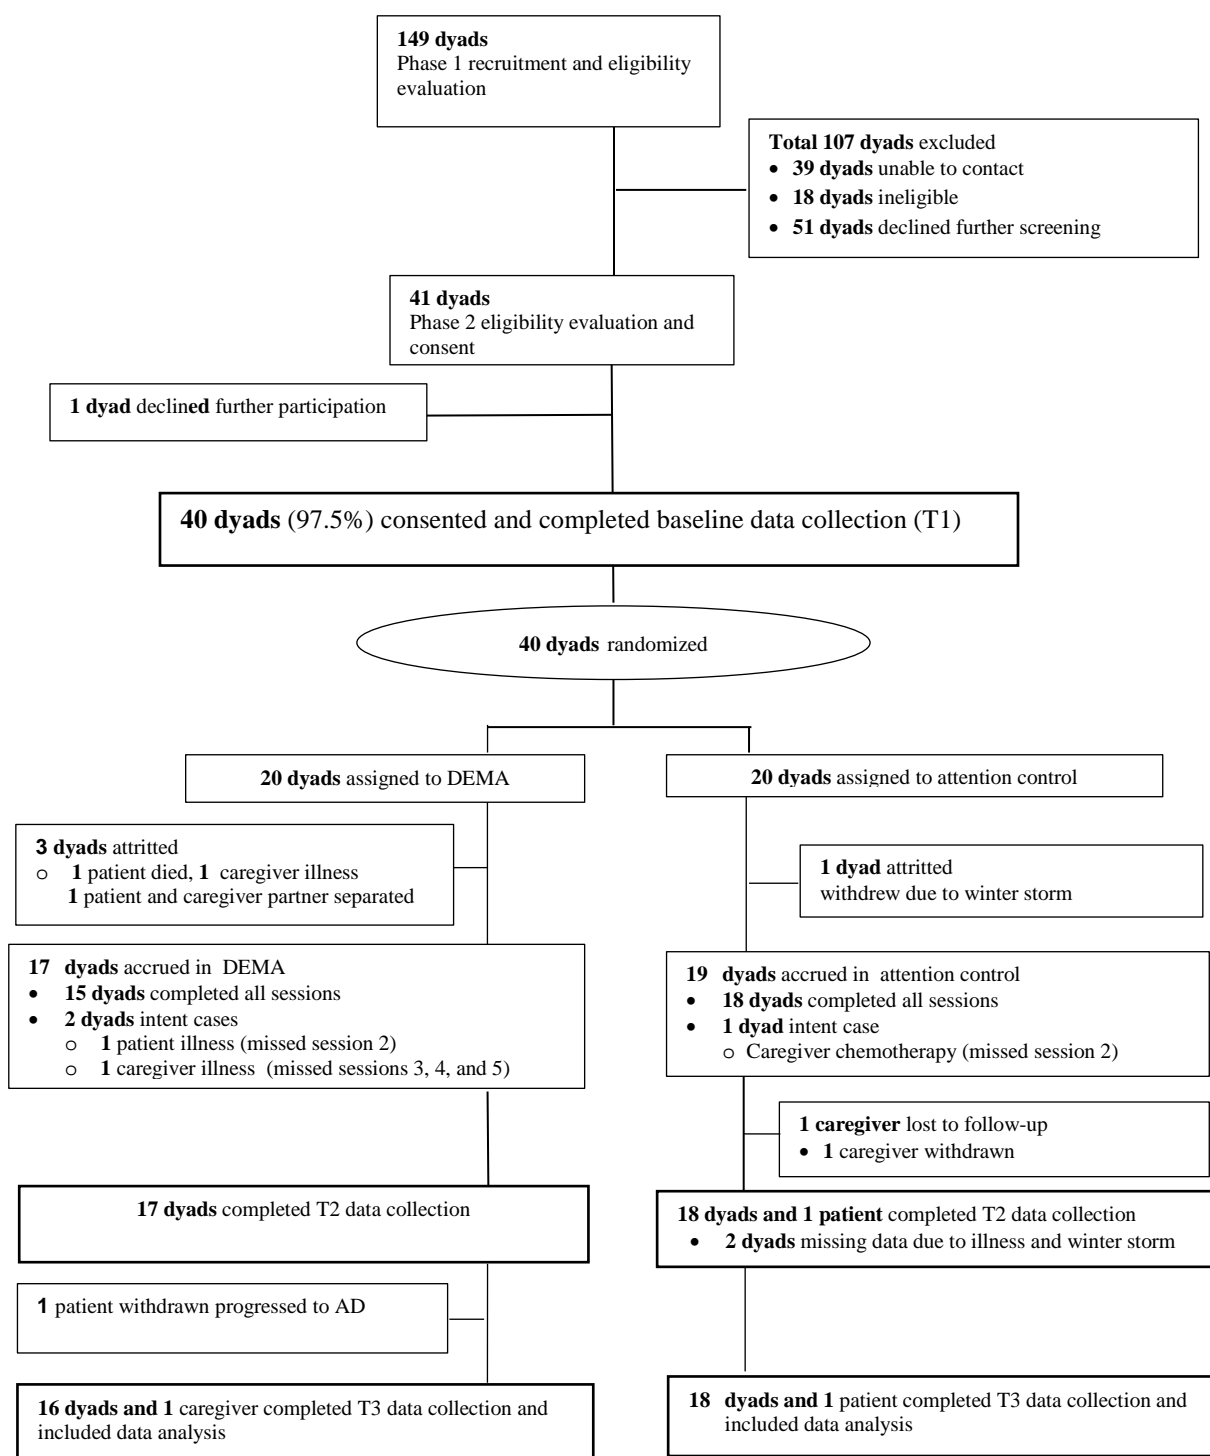 149 dyads
Phase 1 recruitment and eligibility
evaluation
Total 107 dyads excluded
• 39 dyads unable to contact
• 18 dyads ineligible
• 51 dyads declined further screening
41 dyads
Phase 2 eligibility evaluation and
consent
1 dyad declined further participation
40 dyads (97.5%) consented and completed baseline data collection (T1)
40 dyads randomized
20 dyads assigned to DEMA
20 dyads assigned to attention control
3 dyads attritted
o 1 patient died, 1 caregiver illness
1 patient and caregiver partner separated
1 dyad attritted
withdrew due to winter storm
17 dyads accrued in DEMA
• 15 dyads completed all sessions
• 2 dyads intent cases
o 1 patient illness (missed session 2)
o 1 caregiver illness (missed sessions 3, 4, and 5)
19 dyads accrued in attention control
• 18 dyads completed all sessions
• 1 dyad intent case
o Caregiver chemotherapy (missed session 2)
1 caregiver lost to follow-up
• 1 caregiver withdrawn
17 dyads completed T2 data collection
18 dyads and 1 patient completed T2 data collection
• 2 dyads missing data due to illness and winter storm
1 patient withdrawn progressed to AD
16 dyads and 1 caregiver completed T3 data collection and
included data analysis
18 dyads and 1 patient completed T3 data collection and
included data analysis